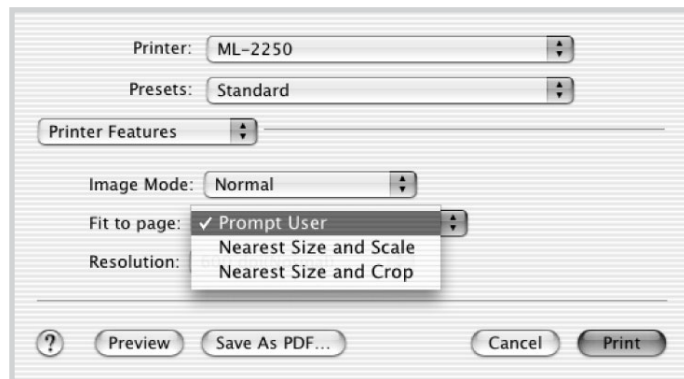 Printer: ML-2250
Presets: Standard
Printer Features
Image Mode: Normal
Fit to page: ✓ Prompt User
Nearest Size and Scale
Nearest Size and Crop
Resolution:
? Preview Save As PDF... Cancel Print